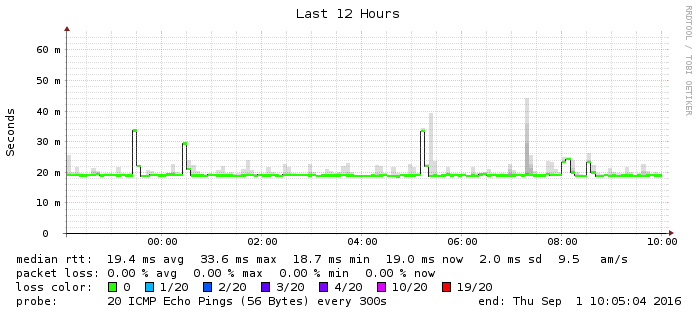 Last 12 Hours
RRDTOOL / TOBI OETIKER
Seconds
60 m
50 m
40 m
30 m
20 m
10 m
0
00:00 02:00 04:00 06:00 08:00 10:00
median rtt: 19.4 ms avg 33.6 ms max 18.7 ms min 19.0 ms now 2.0 ms sd 9.5 am/s
packet loss: 0.00 % avg 0.00 % max 0.00 % min 0.00 % now
loss color: 0 1/20 2/20 3/20 4/20 10/20 19/20
probe: 20 ICMP Echo Pings (56 Bytes) every 300s end: Thu Sep 1 10:05:04 2016